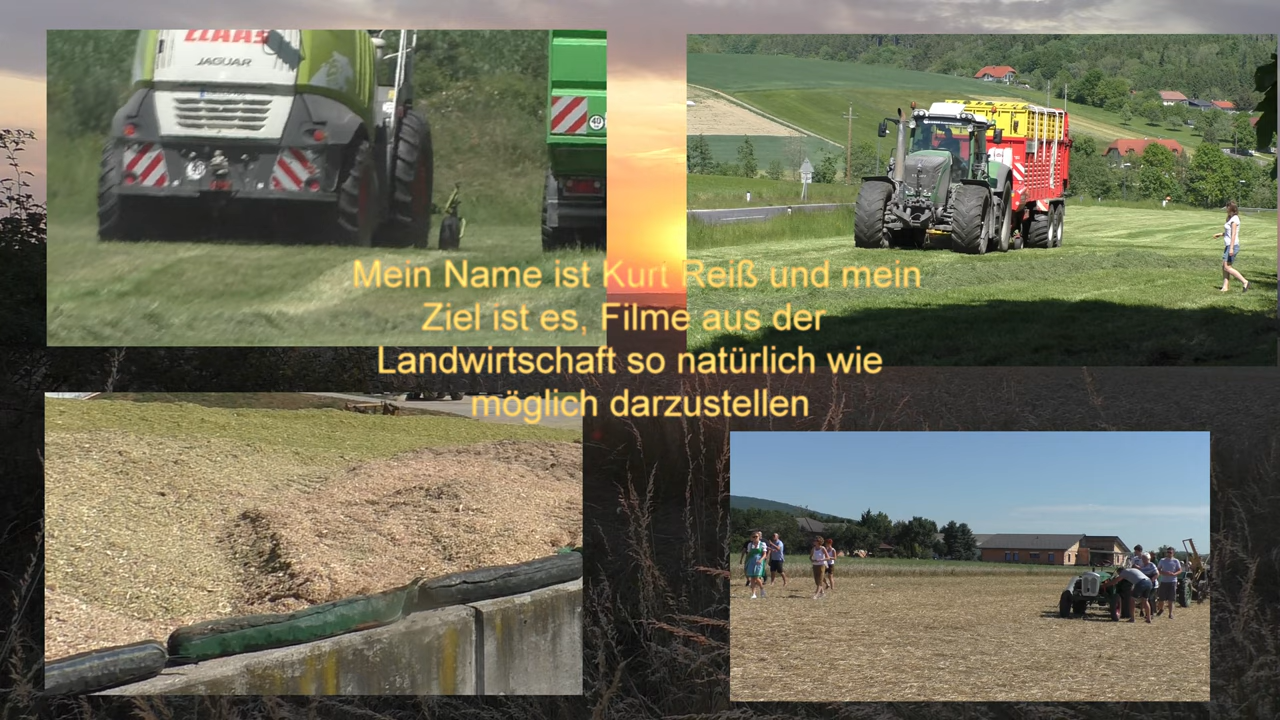 CLAAS
JAGUAR
40
Mein Name ist Kurt Reiß und mein
Ziel ist es, Filme aus der
Landwirtschaft so natürlich wie
möglich darzustellen